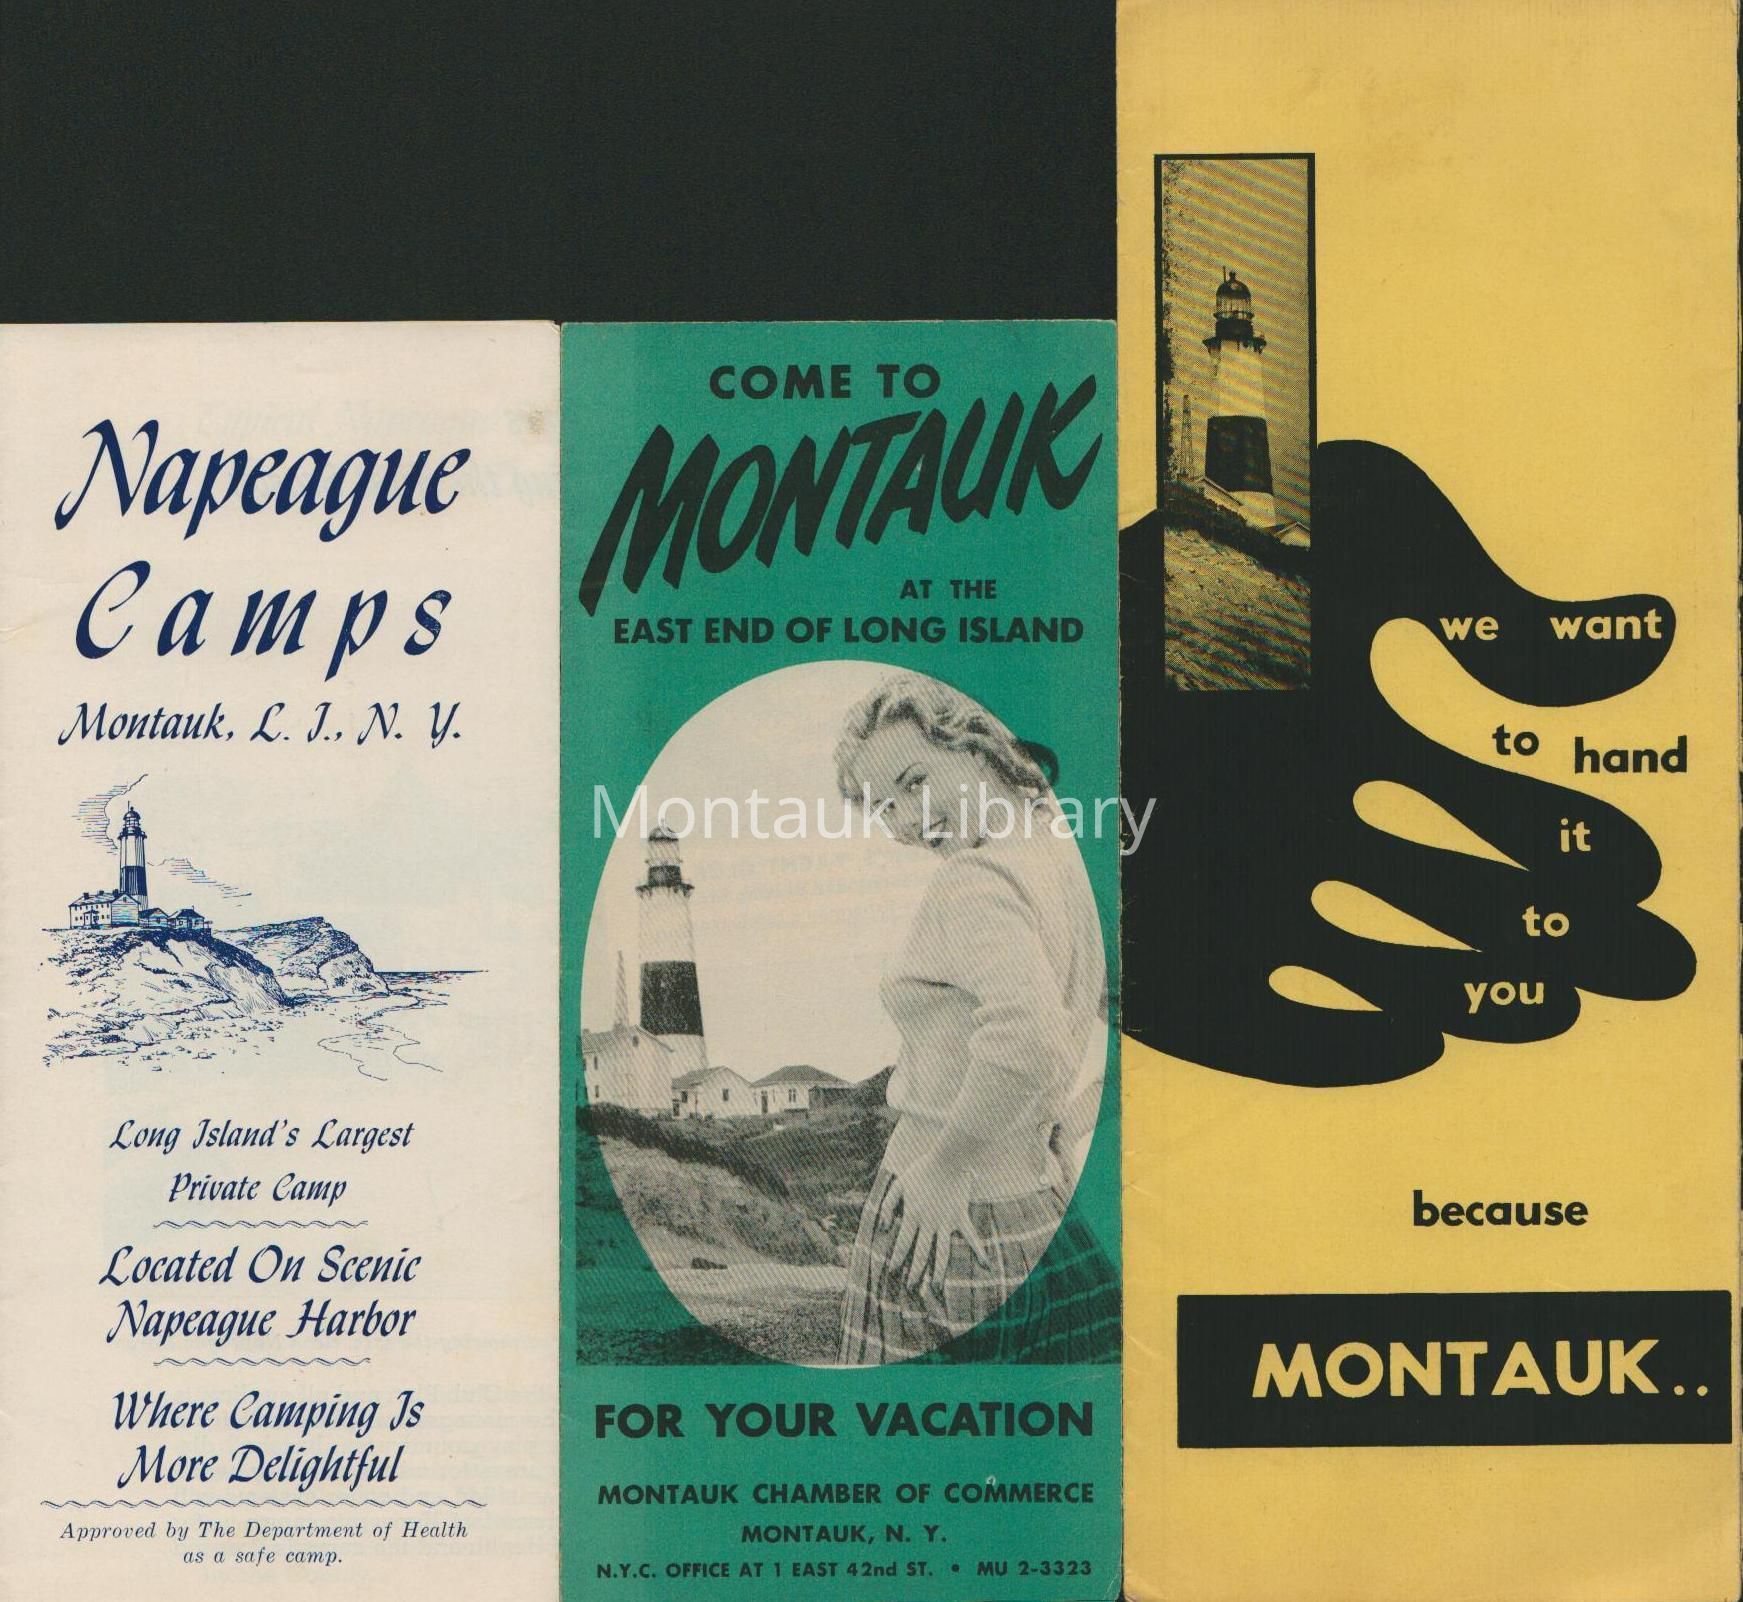 Napeague
Camps
Montauk, L. I., N. Y.
Long Island's Largest
Private Camp
Located On Scenic
Napeague Harbor
Where Camping Is
More Delightful
Approved by The Department of Health
as a safe camp.
COME TO
MONTAUK
AT THE
EAST END OF LONG ISLAND
Montauk Library
FOR YOUR VACATION
MONTAUK CHAMBER OF COMMERCE
MONTAUK, N. Y.
N.Y.C. OFFICE AT 1 EAST 42nd ST. • MU 2-3323
we want
to hand
it
to
you
because
MONTAUK..